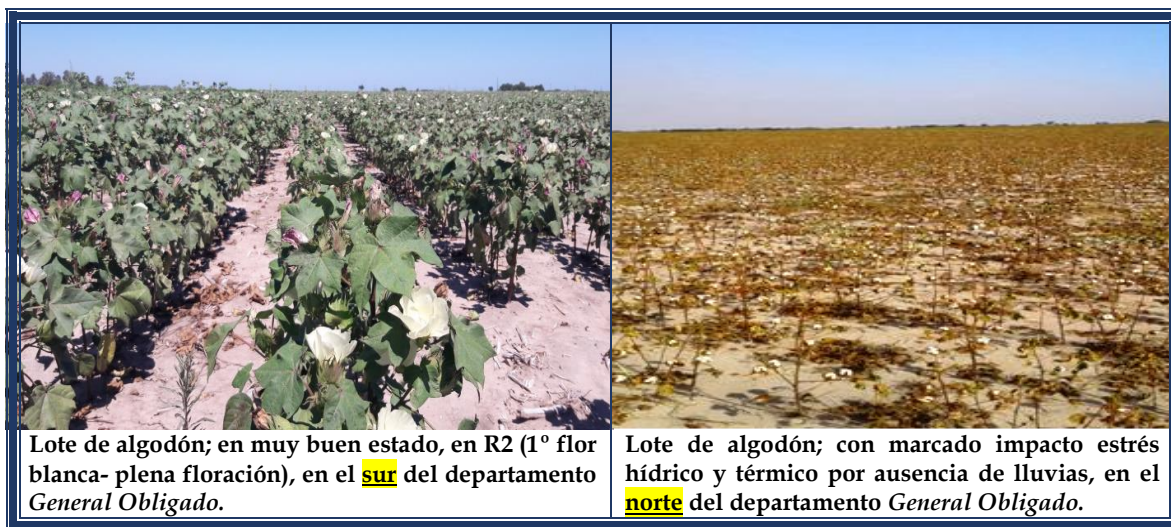 Lote de algodón; en muy buen estado, en R2 (1º flor
blanca- plena floración), en el sur del departamento
General Obligado.
Lote de algodón; con marcado impacto estrés
hídrico y térmico por ausencia de lluvias, en el
norte del departamento General Obligado.